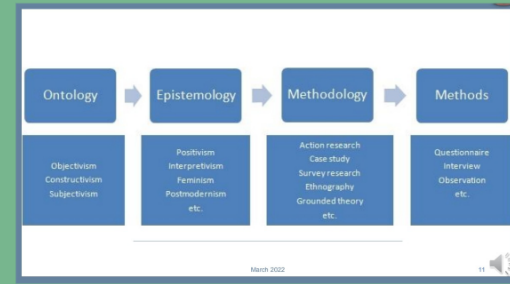 Ontology
Epistemology
Methodology
Methods
Objectivism
Constructivism
Subjectivism
Positivism
Interpretivism
Feminism
Postmodernism
etc.
Action research
Case study
Survey research
Ethnography
Grounded theory
etc.
Questionnaire
Interview
Observation
etc.
March 2022
11